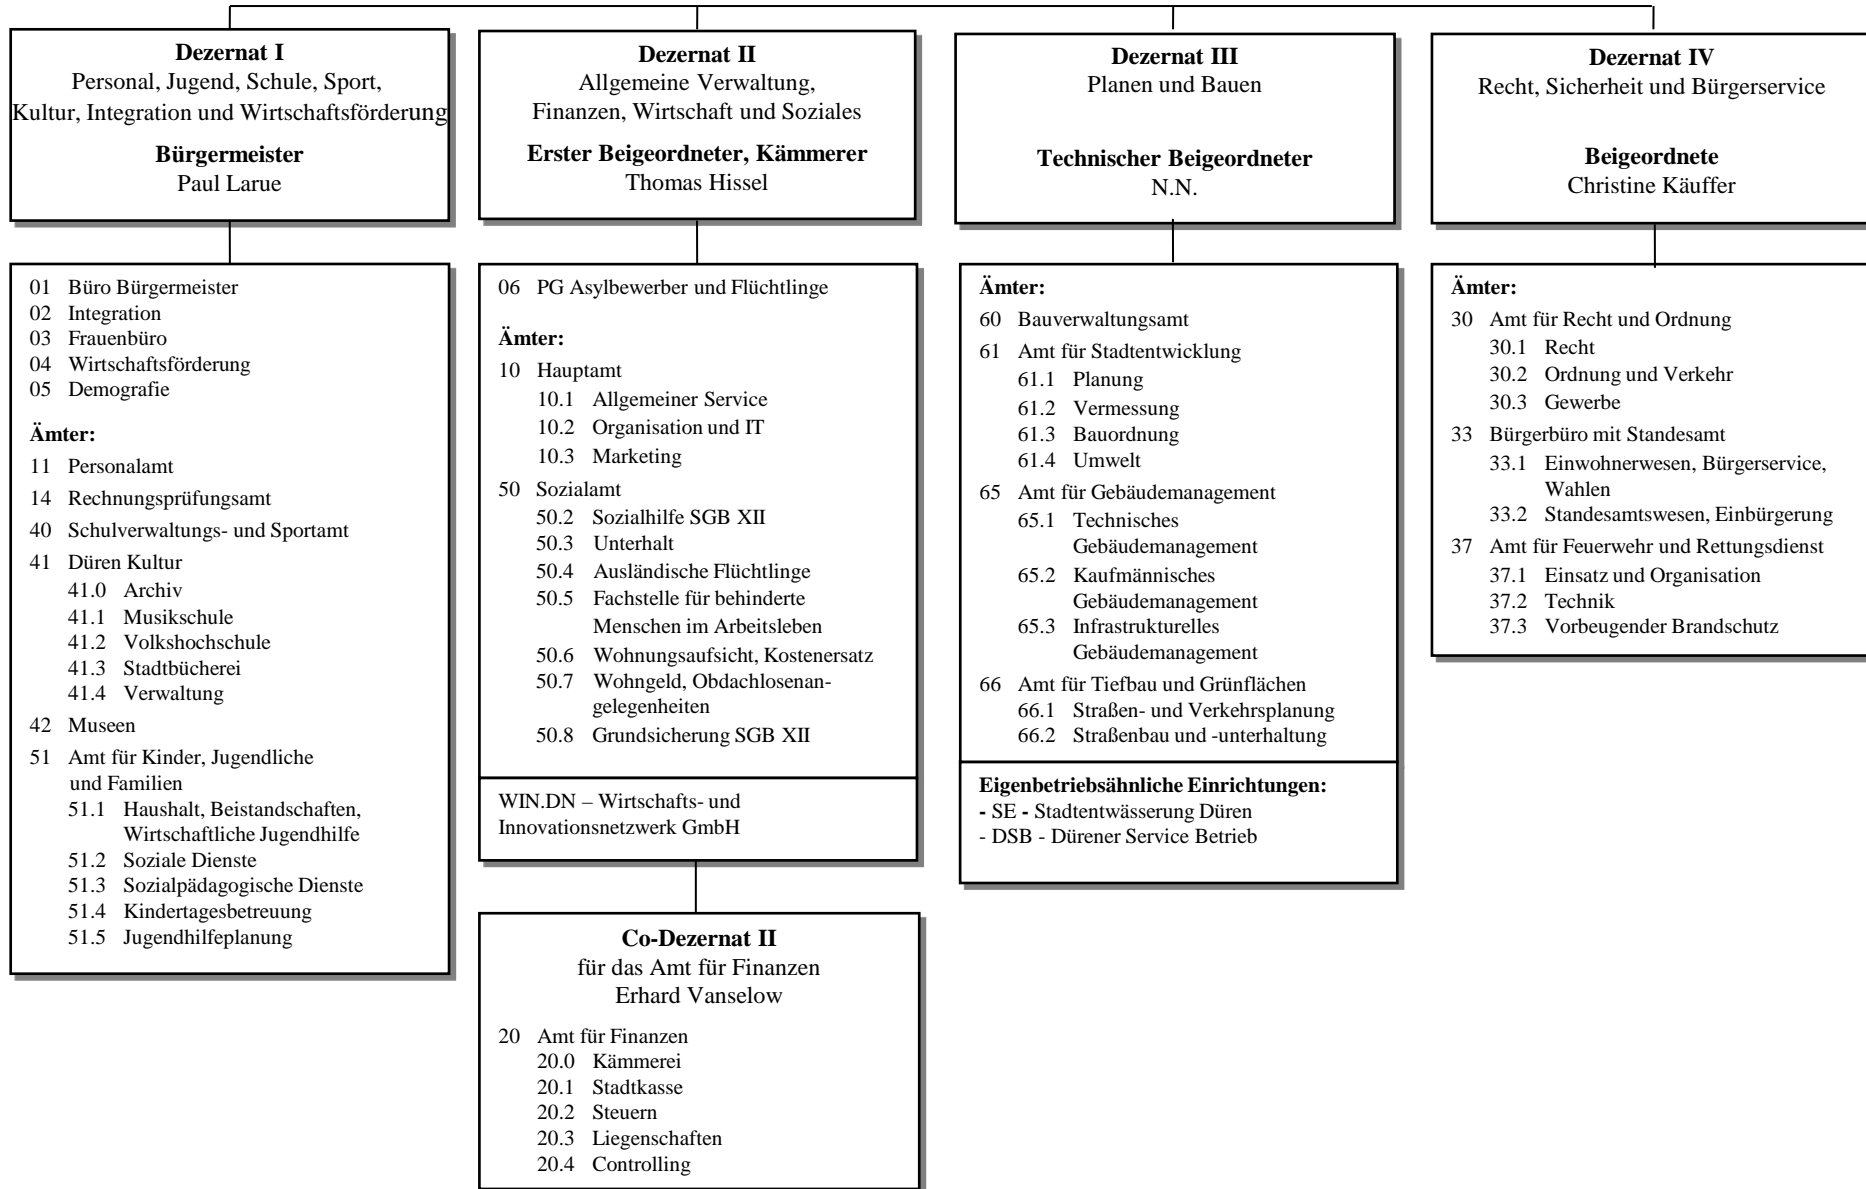 Dezernat I
Personal, Jugend, Schule, Sport,
Kultur, Integration und Wirtschaftsförderung
Bürgermeister
Paul Larue
01 Büro Bürgermeister
02 Integration
03 Frauenbüro
04 Wirtschaftsförderung
05 Demografie
Ämter:
11 Personalamt
14 Rechnungsprüfungsamt
40 Schulverwaltungs- und Sportamt
41 Düren Kultur
41.0 Archiv
41.1 Musikschule
41.2 Volkshochschule
41.3 Stadtbücherei
41.4 Verwaltung
42 Museen
51 Amt für Kinder, Jugendliche
und Familien
51.1 Haushalt, Beistandschaften,
Wirtschaftliche Jugendhilfe
51.2 Soziale Dienste
51.3 Sozialpädagogische Dienste
51.4 Kindertagesbetreuung
51.5 Jugendhilfeplanung
Dezernat II
Allgemeine Verwaltung,
Finanzen, Wirtschaft und Soziales
Erster Beigeordneter, Kämmerer
Thomas Hissel
06 PG Asylbewerber und Flüchtlinge
Ämter:
10 Hauptamt
10.1 Allgemeiner Service
10.2 Organisation und IT
10.3 Marketing
50 Sozialamt
50.2 Sozialhilfe SGB XII
50.3 Unterhalt
50.4 Ausländische Flüchtlinge
50.5 Fachstelle für behinderte
Menschen im Arbeitsleben
50.6 Wohnungsaufsicht, Kostenersatz
50.7 Wohngeld, Obdachlosenan-
gelegenheiten
50.8 Grundsicherung SGB XII
WIN.DN – Wirtschafts- und
Innovationsnetzwerk GmbH
Co-Dezernat II
für das Amt für Finanzen
Erhard Vanselow
20 Amt für Finanzen
20.0 Kämmerei
20.1 Stadtkasse
20.2 Steuern
20.3 Liegenschaften
20.4 Controlling
Dezernat III
Planen und Bauen
Technischer Beigeordneter
N.N.
Ämter:
60 Bauverwaltungsamt
61 Amt für Stadtentwicklung
61.1 Planung
61.2 Vermessung
61.3 Bauordnung
61.4 Umwelt
65 Amt für Gebäudemanagement
65.1 Technisches
Gebäudemanagement
65.2 Kaufmännisches
Gebäudemanagement
65.3 Infrastrukturelles
Gebäudemanagement
66 Amt für Tiefbau und Grünflächen
66.1 Straßen- und Verkehrsplanung
66.2 Straßenbau und -unterhaltung
Eigenbetriebsähnliche Einrichtungen:
- SE - Stadtentwässerung Düren
- DSB - Dürener Service Betrieb
Dezernat IV
Recht, Sicherheit und Bürgerservice
Beigeordnete
Christine Käuffer
Ämter:
30 Amt für Recht und Ordnung
30.1 Recht
30.2 Ordnung und Verkehr
30.3 Gewerbe
33 Bürgerbüro mit Standesamt
33.1 Einwohnerwesen, Bürgerservice,
Wahlen
33.2 Standesamtswesen, Einbürgerung
37 Amt für Feuerwehr und Rettungsdienst
37.1 Einsatz und Organisation
37.2 Technik
37.3 Vorbeugender Brandschutz